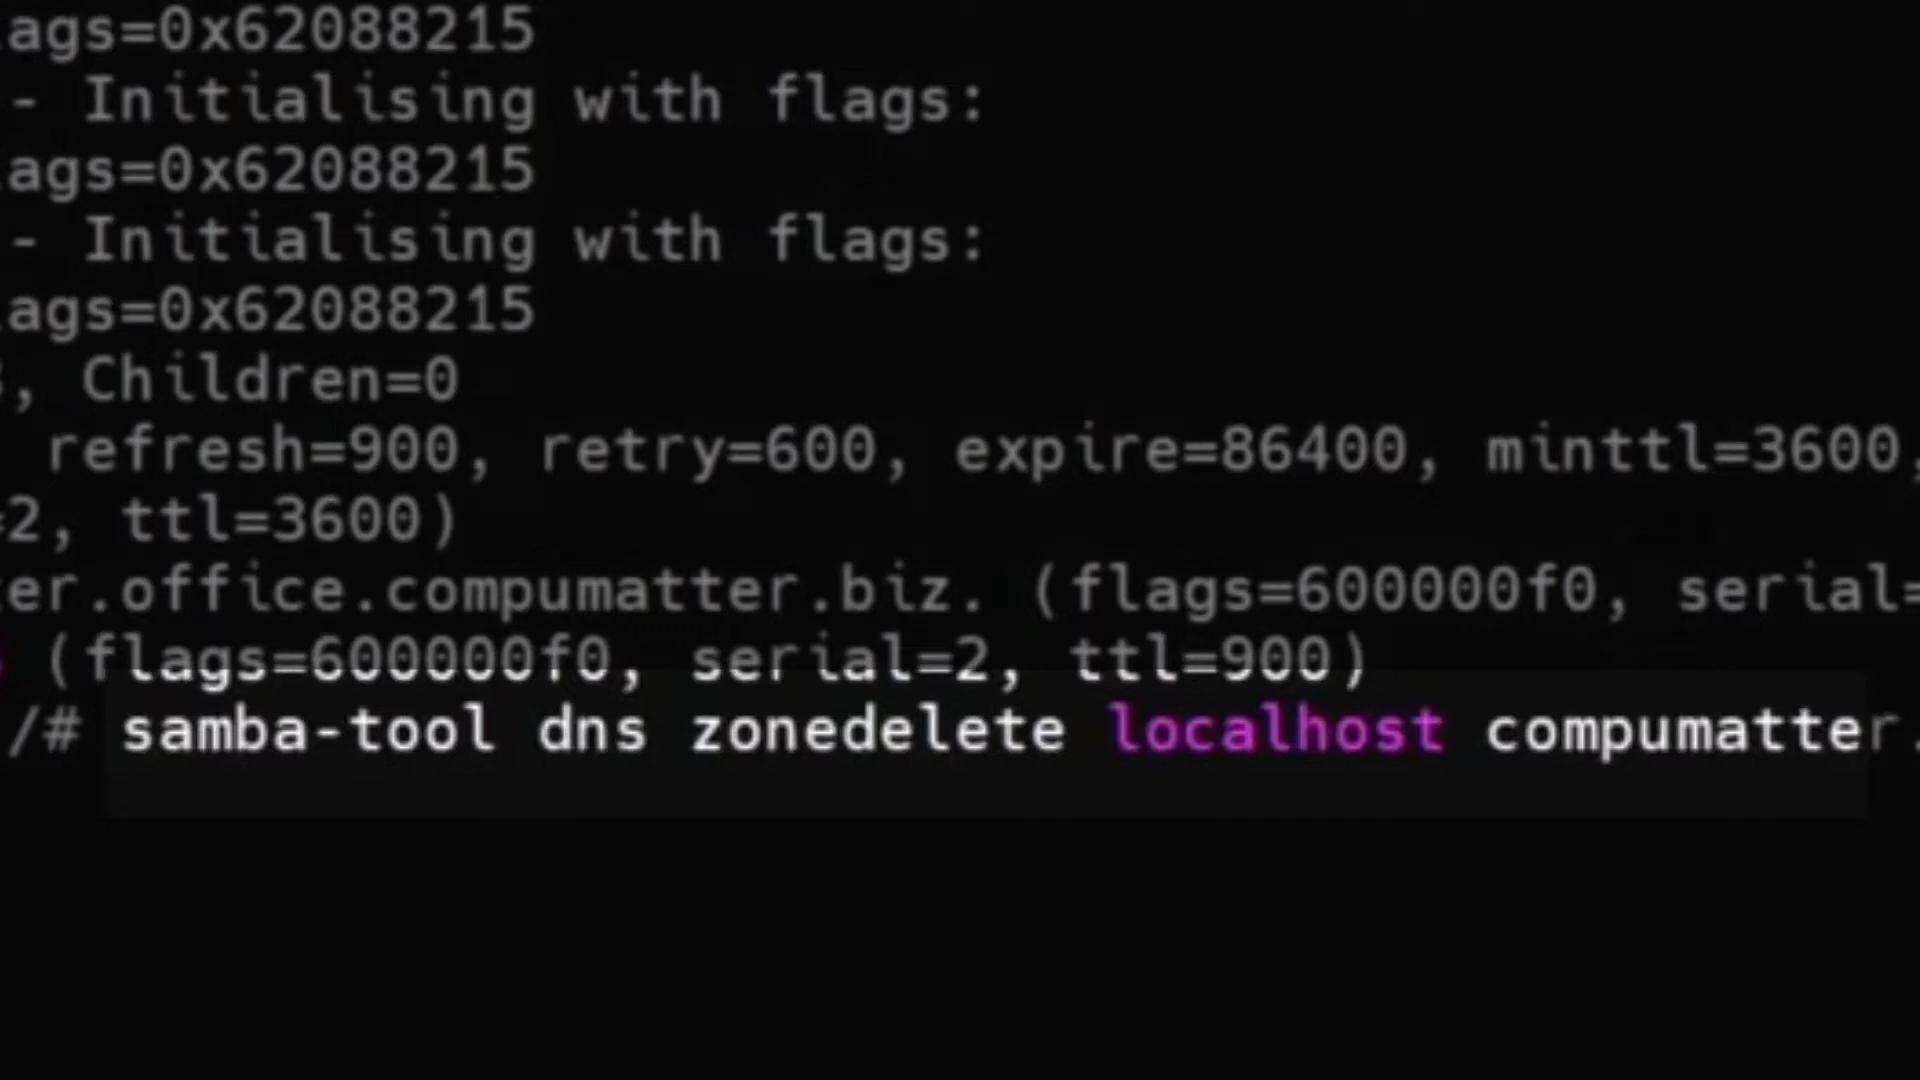 ags=0x62088215
- Initialising with flags:
ags=0x62088215
- Initialising with flags:
ags=0x62088215
, Children=0
refresh=900, retry=600, expire=86400, minttl=3600,
=2, ttl=3600)
er.office.compumatter.biz. (flags=600000f0, serial=
(flags=600000f0, serial=2, ttl=900)
/# samba-tool dns zonedelete localhost compumatter.